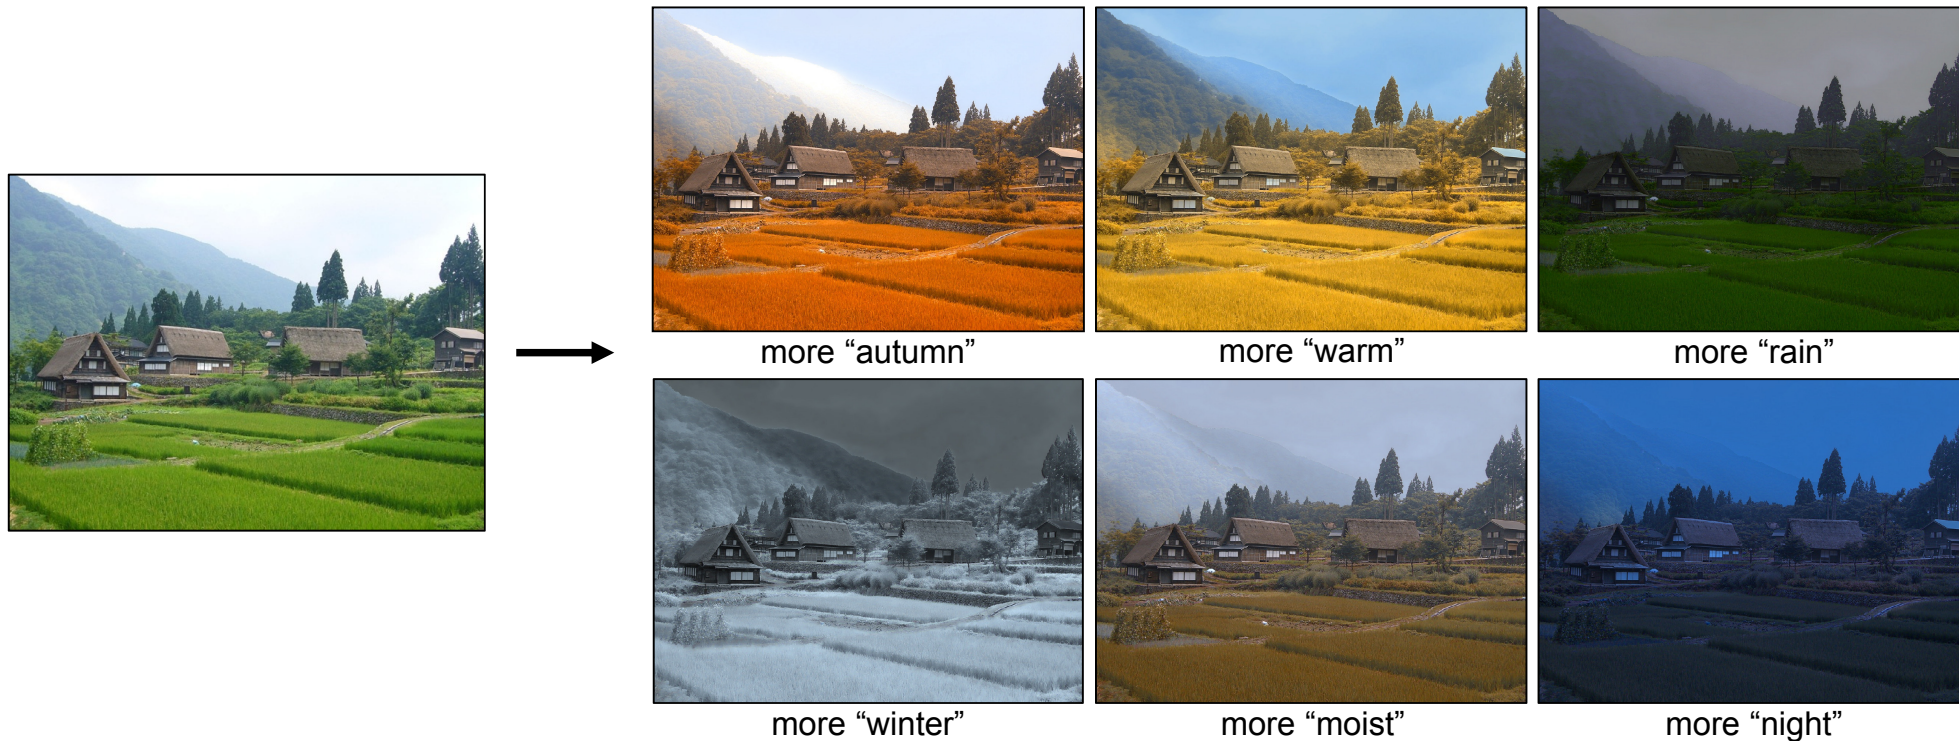 more “autumn”
more “warm”
more “rain”
more “winter”
more “moist”
more “night”